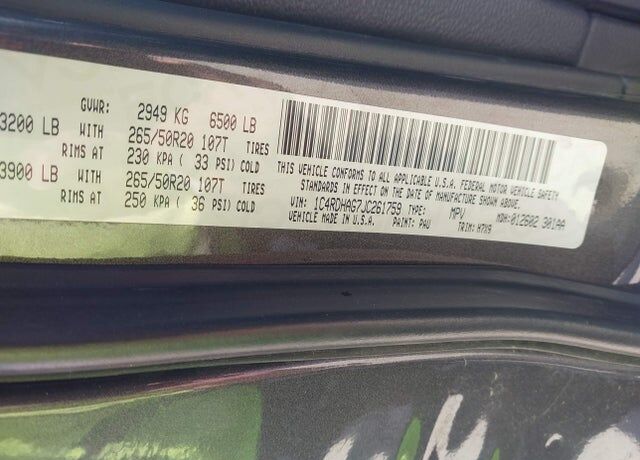 GVWR: 2949 KG 6500 LB
3200 LB WITH 265/50R20 107T TIRES
RIMS AT 230 KPA ( 33 PSI) COLD
3900 LB WITH 265/50R20 107T TIRES
RIMS AT 250 KPA ( 36 PSI) COLD
THIS VEHICLE CONFORMS TO ALL APPLICABLE U.S.A. FEDERAL MOTOR VEHICLE SAFETY
STANDARDS IN EFFECT ON THE DATE OF MANUFACTURE SHOWN ABOVE.
VIN: 1C4RDHAG7JC261759 TYPE: MPV MDH:012602 301AA
VEHICLE MADE IN U.S.A. PAINT: PAU TRIM: H7X9